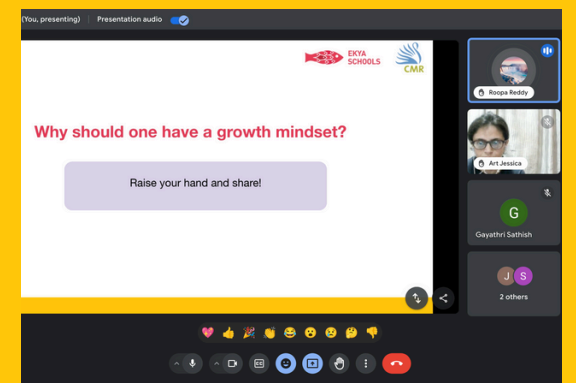 (You, presenting)
Presentation audio
EKYA
SCHOOLS
CMR
Why should one have a growth mindset?
Raise your hand and share!
Roopa Reddy
Art Jessica
G
Gayathri Sathish
J
S
2 others
CC